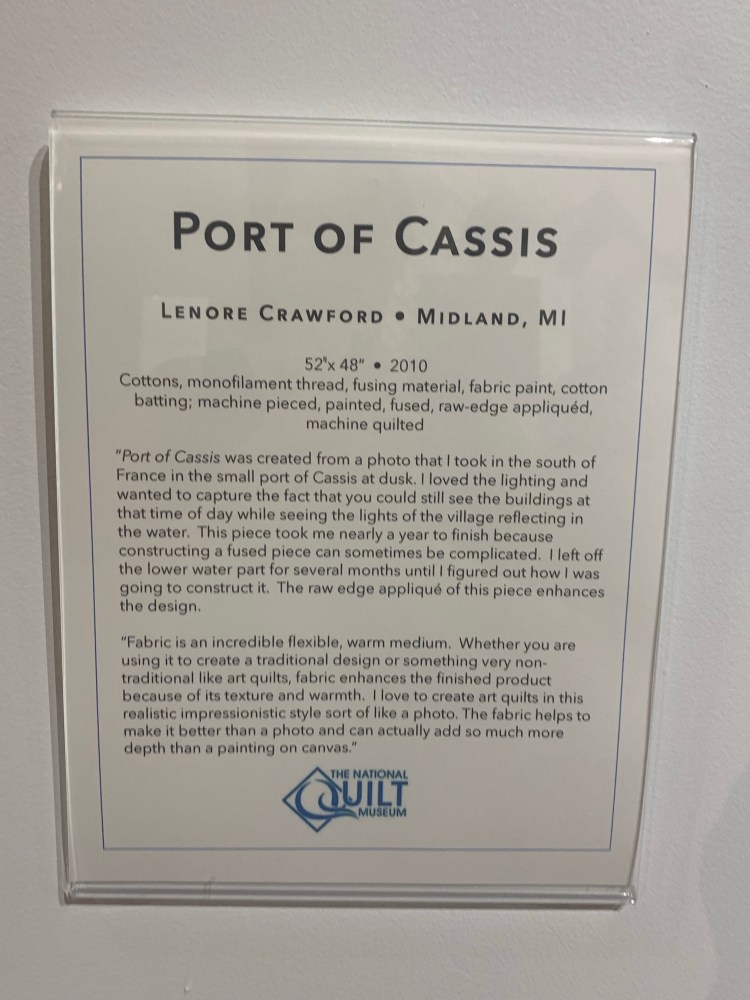 PORT OF CASSIS
LENORE CRAWFORD • MIDLAND, MI
52"x 48" • 2010
Cottons, monofilament thread, fusing material, fabric paint, cotton
batting; machine pieced, painted, fused, raw-edge appliquéd,
machine quilted
"Port of Cassis was created from a photo that I took in the south of
France in the small port of Cassis at dusk. I loved the lighting and
wanted to capture the fact that you could still see the buildings at
that time of day while seeing the lights of the village reflecting in
the water. This piece took me nearly a year to finish because
constructing a fused piece can sometimes be complicated. I left off
the lower water part for several months until I figured out how I was
going to construct it. The raw edge appliqué of this piece enhances
the design.
"Fabric is an incredible flexible, warm medium. Whether you are
using it to create a traditional design or something very non-
traditional like art quilts, fabric enhances the finished product
because of its texture and warmth. I love to create art quilts in this
realistic impressionistic style sort of like a photo. The fabric helps to
make it better than a photo and can actually add so much more
depth than a painting on canvas."
THE NATIONAL
QUILT
MUSEUM